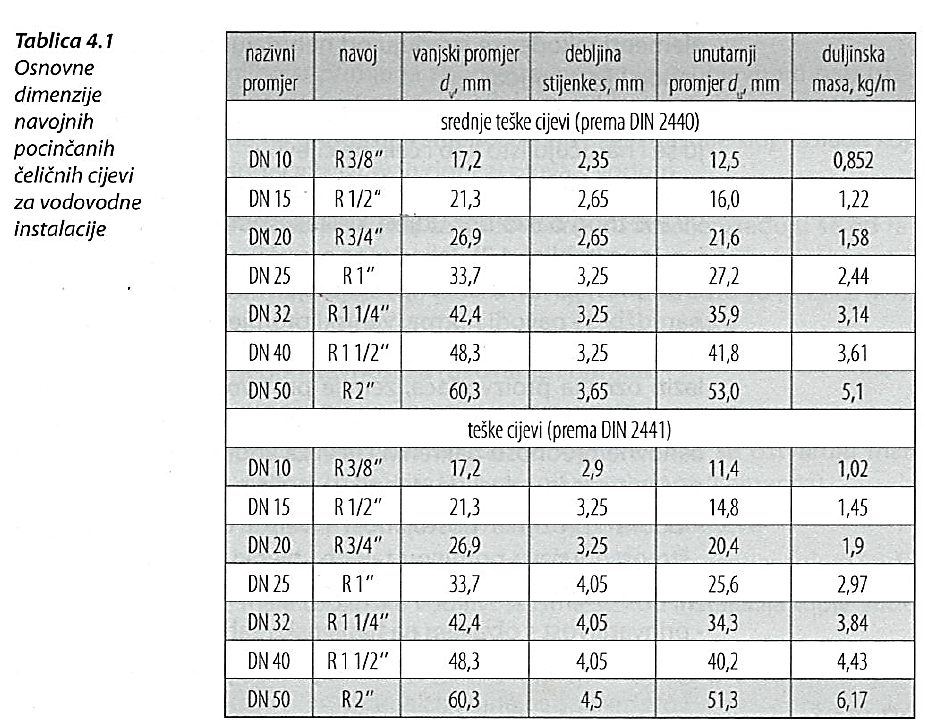 Tablica 4.1
Osnovne
dimenzije
navojnih
pocinčanih
čeličnih cijevi
za vodovodne
instalacije
nazivni promjer navoj vanjski promjer dᵥ, mm debljina stijenke s, mm unutarnji promjer dᵤ, mm duljinska masa, kg/m
srednje teške cijevi (prema DIN 2440)
DN 10 R 3/8" 17,2 2,35 12,5 0,852
DN 15 R 1/2" 21,3 2,65 16,0 1,22
DN 20 R 3/4" 26,9 2,65 21,6 1,58
DN 25 R 1" 33,7 3,25 27,2 2,44
DN 32 R 1 1/4" 42,4 3,25 35,9 3,14
DN 40 R 1 1/2" 48,3 3,25 41,8 3,61
DN 50 R 2" 60,3 3,65 53,0 5,1
teške cijevi (prema DIN 2441)
DN 10 R 3/8" 17,2 2,9 11,4 1,02
DN 15 R 1/2" 21,3 3,25 14,8 1,45
DN 20 R 3/4" 26,9 3,25 20,4 1,9
DN 25 R 1" 33,7 4,05 25,6 2,97
DN 32 R 1 1/4" 42,4 4,05 34,3 3,84
DN 40 R 1 1/2" 48,3 4,05 40,2 4,43
DN 50 R 2" 60,3 4,5 51,3 6,17